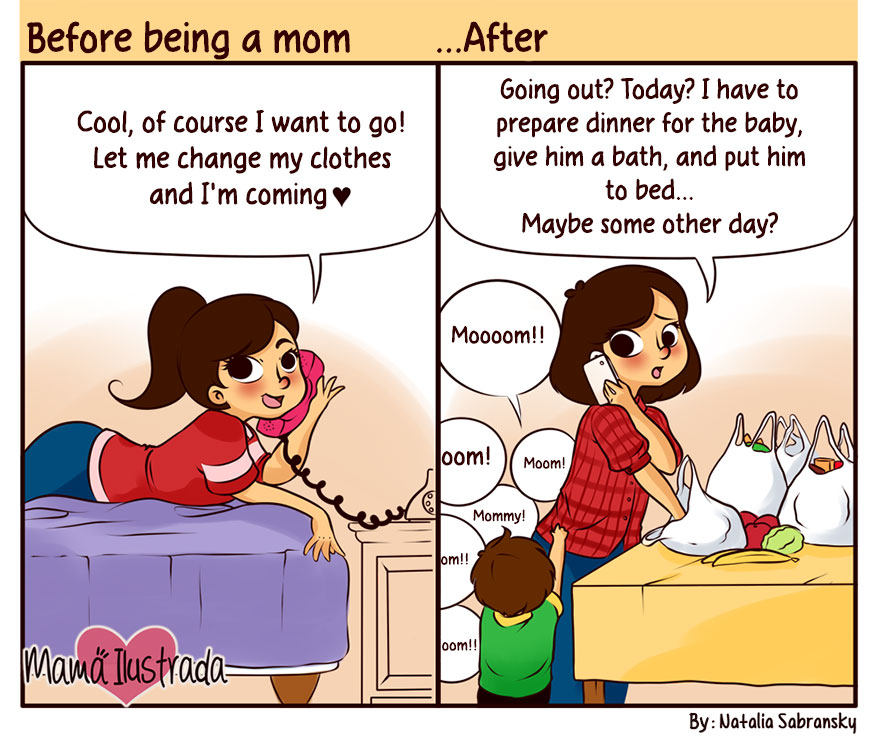 Before being a mom
...After
Cool, of course I want to go!
Let me change my clothes
and I'm coming ♥
Going out? Today? I have to
prepare dinner for the baby,
give him a bath, and put him
to bed...
Maybe some other day?
Moooom!!
oom!
Moom!
Mommy!
om!!
oom!!
Mamá Ilustrada
By: Natalia Sabransky